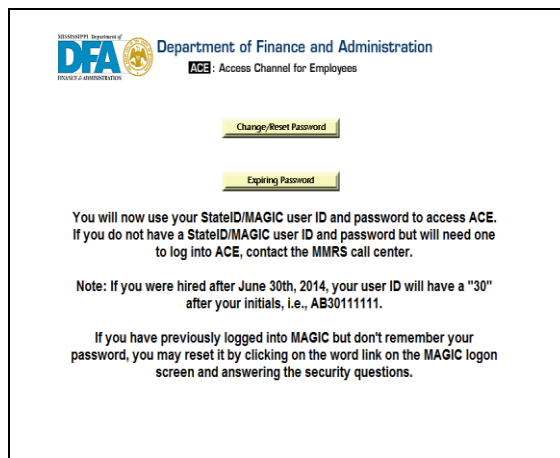 MISSISSIPPI Department of
DFA
FINANCE & ADMINISTRATION
Department of Finance and Administration
ACE : Access Channel for Employees
Change/Reset Password
Expiring Password
You will now use your StateID/MAGIC user ID and password to access ACE.
If you do not have a StateID/MAGIC user ID and password but will need one
to log into ACE, contact the MMRS call center.
Note: If you were hired after June 30th, 2014, your user ID will have a "30"
after your initials, i.e., AB30111111.
If you have previously logged into MAGIC but don't remember your
password, you may reset it by clicking on the word link on the MAGIC logon
screen and answering the security questions.